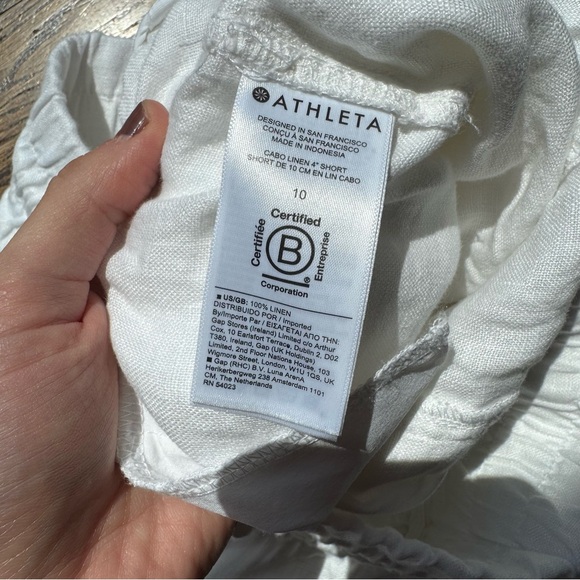 ATHLETA
DESIGNED IN SAN FRANCISCO
CONÇU À SAN FRANCISCO
MADE IN INDONESIA
CABO LINEN 4" SHORT
SHORT DE 10 CM EN LIN CABO
10
Certified
Certifiée
B
Entreprise
®
Corporation
■ US/GB: 100% LINEN
DISTRIBUIDO POR / Imported
By/Importe Par / ΕΙΣΑΓΕΤΑΙ ΑΠΟ ΤΗΝ:
Gap Stores (Ireland) Limited c/o Arthur
Cox, 10 Earlsfort Terrace, Dublin 2, D02
T380, Ireland, Gap (UK Holdings)
Limited, 2nd Floor Nations House, 103
Wigmore Street, London, W1U 1QS, UK
■ Gap (RHC) B.V. Luna ArenA
Herikerbergweg 238 Amsterdam 1101
CM, The Netherlands
RN 54023